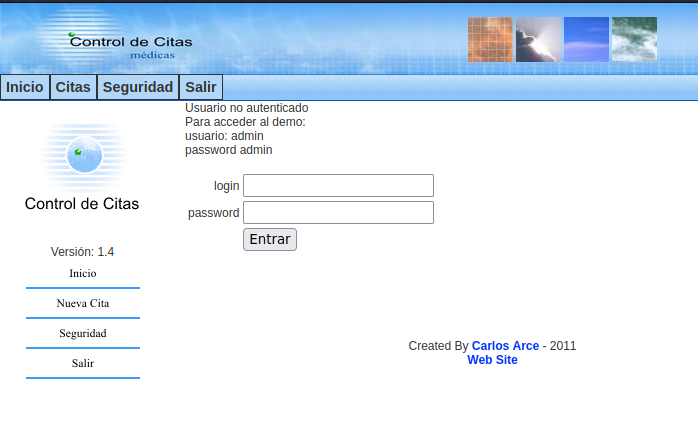 Control de Citas
médicas
Inicio Citas Seguridad Salir
Usuario no autenticado
Para acceder al demo:
usuario: admin
password admin
login
password
Entrar
Control de Citas
Versión: 1.4
Inicio
Nueva Cita
Seguridad
Salir
Created By Carlos Arce - 2011
Web Site